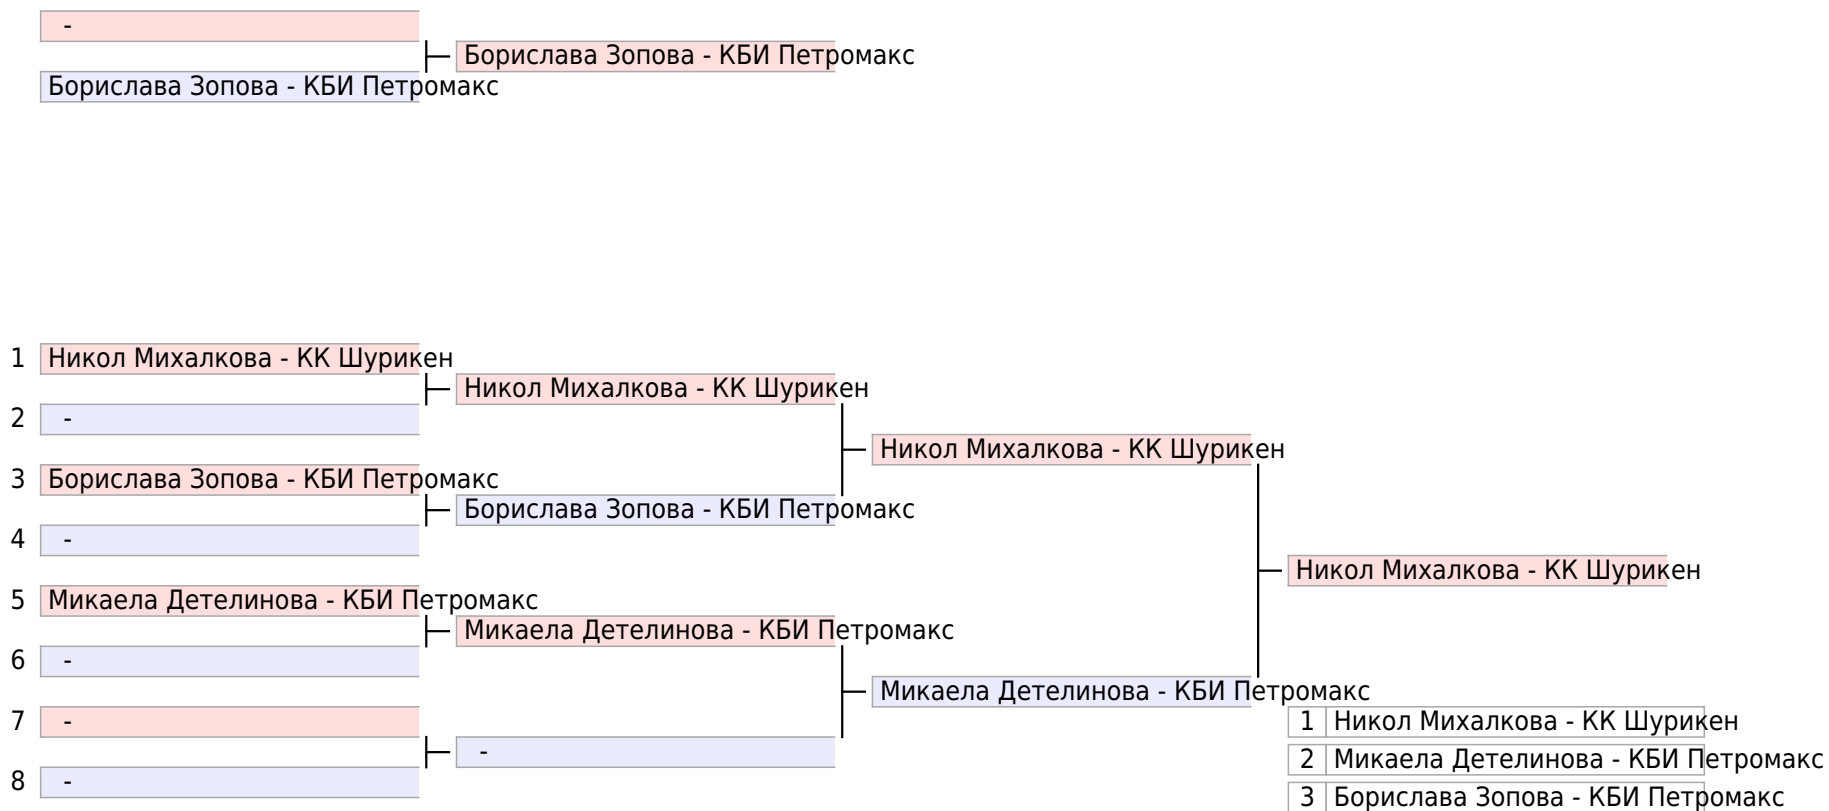 -
Борислава Зопова - КБИ Петромакс
Борислава Зопова - КБИ Петромакс
1 Никол Михалкова - КК Шурикен
Никол Михалкова - КК Шурикен
2 -
Никол Михалкова - КК Шурикен
3 Борислава Зопова - КБИ Петромакс
Борислава Зопова - КБИ Петромакс
4 -
Никол Михалкова - КК Шурикен
5 Микаела Детелинова - КБИ Петромакс
Микаела Детелинова - КБИ Петромакс
6 -
Микаела Детелинова - КБИ Петромакс
7 -
-
8 -
1 Никол Михалкова - КК Шурикен
2 Микаела Детелинова - КБИ Петромакс
3 Борислава Зопова - КБИ Петромакс